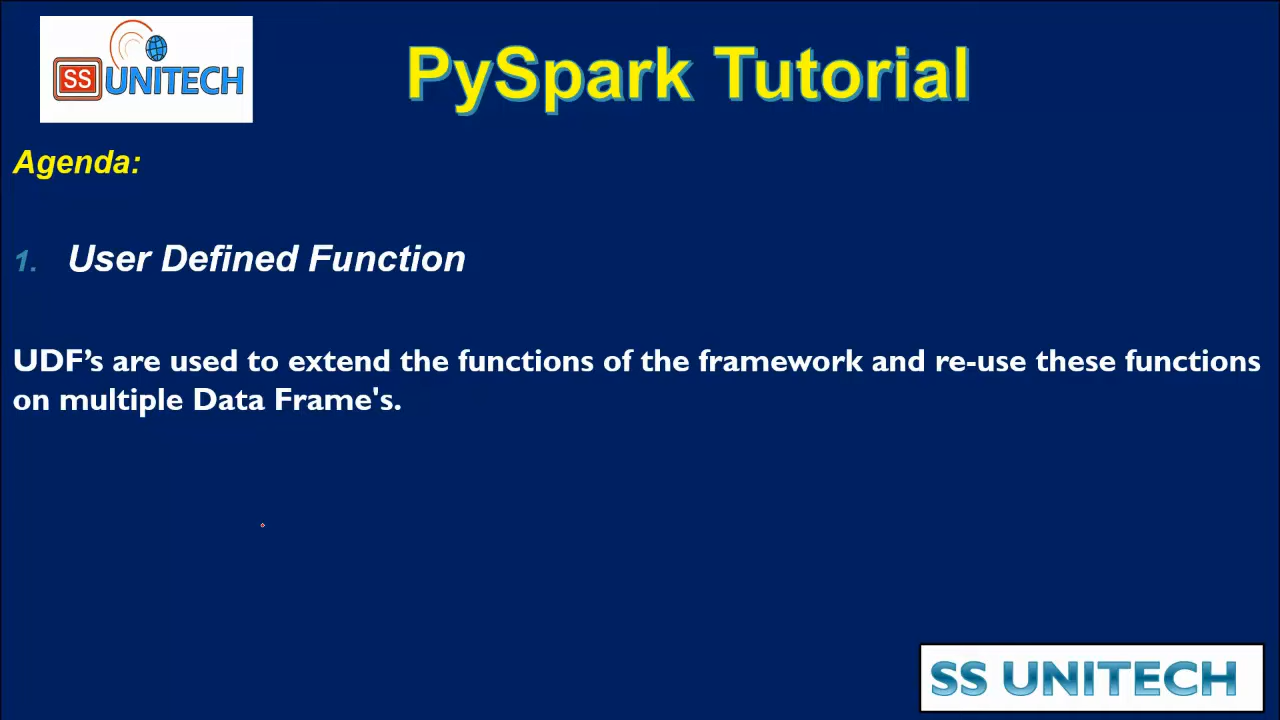 SS UNITECH
PySpark Tutorial
Agenda:
1. User Defined Function
UDF’s are used to extend the functions of the framework and re-use these functions
on multiple Data Frame's.
SS UNITECH